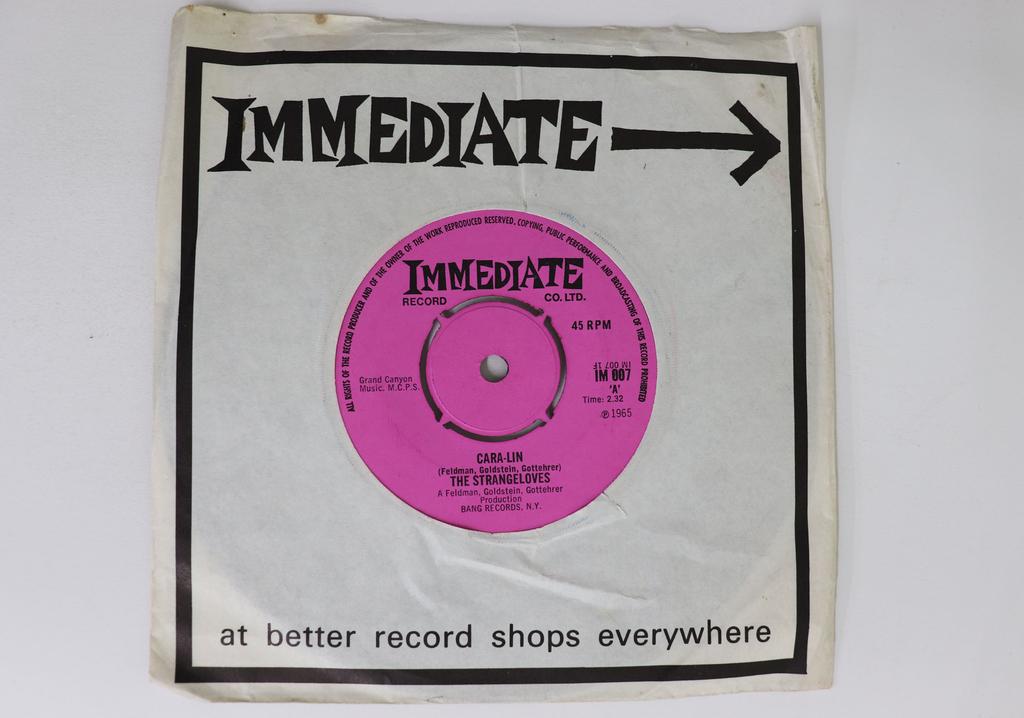 IMMEDIATE
ALL RIGHTS OF THE RECORD PRODUCER AND OF THE OWNER OF THE WORK REPRODUCED RESERVED. COPYING, PUBLIC PERFORMANCE AND BROADCASTING OF THIS RECORD PROHIBITED
IMMEDIATE
RECORD CO. LTD.
45 RPM
IM 007 1F
IM 007
'A'
Time: 2.32
℗ 1965
Grand Canyon
Music. M.C.P.S.
CARA-LIN
(Feldman, Goldstein, Gottehrer)
THE STRANGELOVES
A Feldman, Goldstein, Gottehrer
Production
BANG RECORDS, N.Y.
at better record shops everywhere